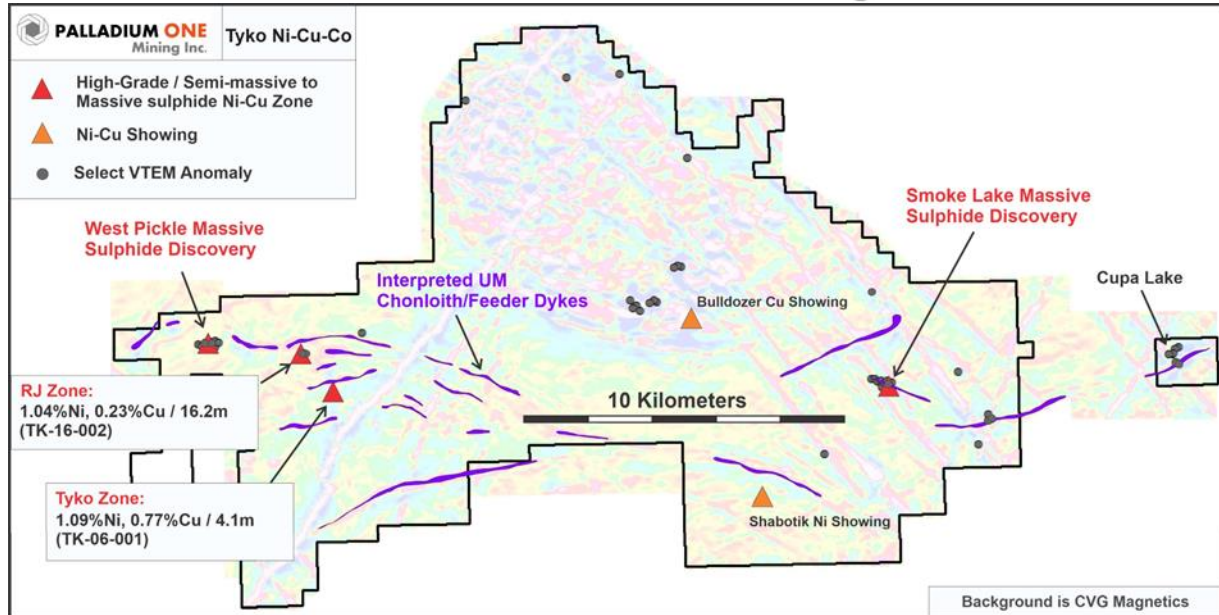 PALLADIUM ONE
Mining Inc.
Tyko Ni-Cu-Co
High-Grade / Semi-massive to
Massive sulphide Ni-Cu Zone
Ni-Cu Showing
Select VTEM Anomaly
West Pickle Massive
Sulphide Discovery
Interpreted UM
Chonloith/Feeder Dykes
Smoke Lake Massive
Sulphide Discovery
Cupa Lake
Bulldozer Cu Showing
RJ Zone:
1.04%Ni, 0.23%Cu / 16.2m
(TK-16-002)
10 Kilometers
Tyko Zone:
1.09%Ni, 0.77%Cu / 4.1m
(TK-06-001)
Shabotik Ni Showing
Background is CVG Magnetics